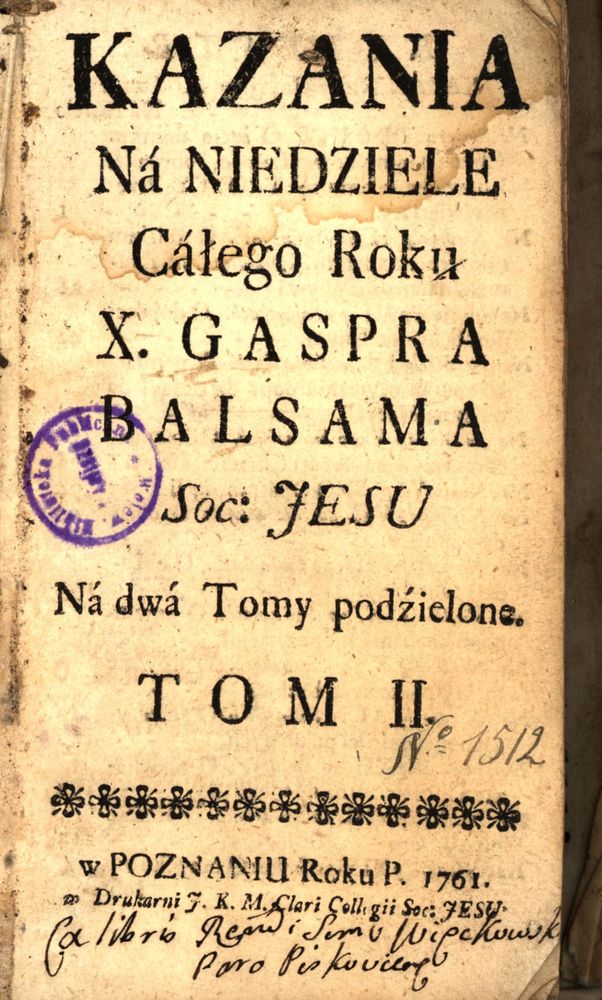 KAZANIA
Ná NIEDZIELE
Cáłego Roku
X. GASPRA
BALSAMA
Soc: JESU
Ná dwá Tomy podźielone.
TOM II.
No 1512
w POZNANIU Roku P. 1761.
w Drukarni J. K. M. Clari Collegii Soc: JESU
libris